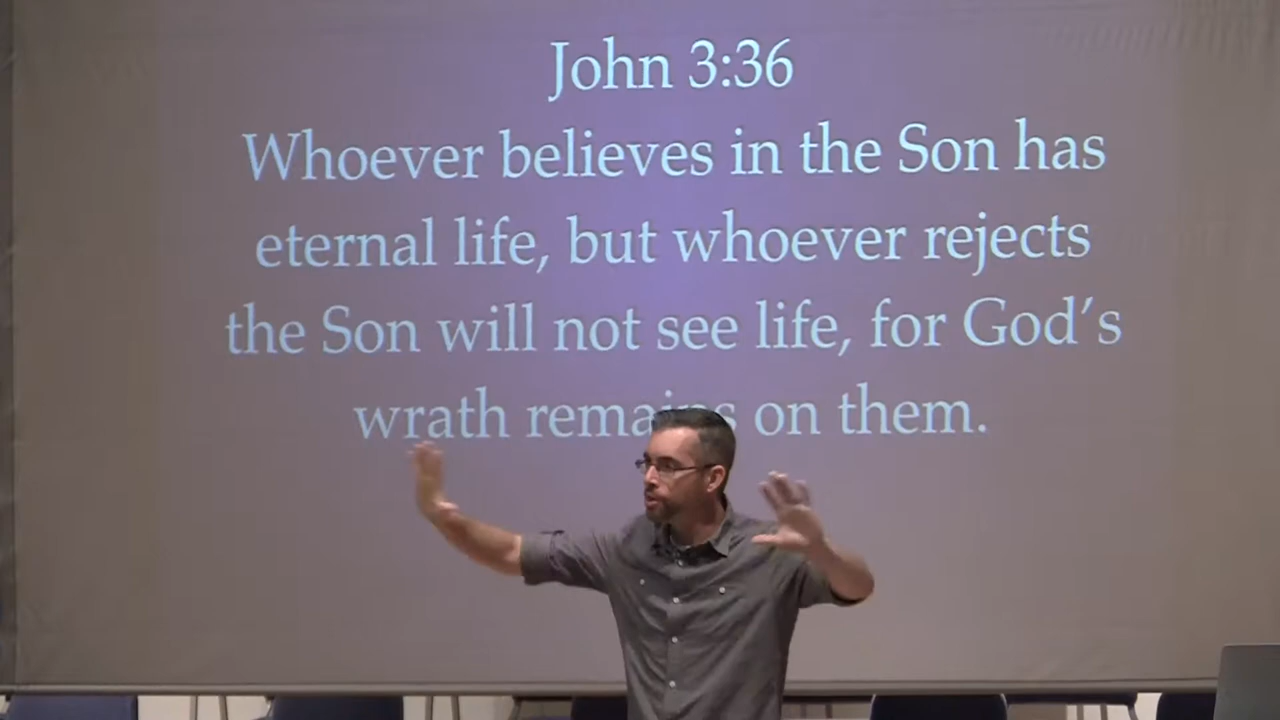 John 3:36
Whoever believes in the Son has
eternal life, but whoever rejects
the Son will not see life, for God’s
wrath remains on them.